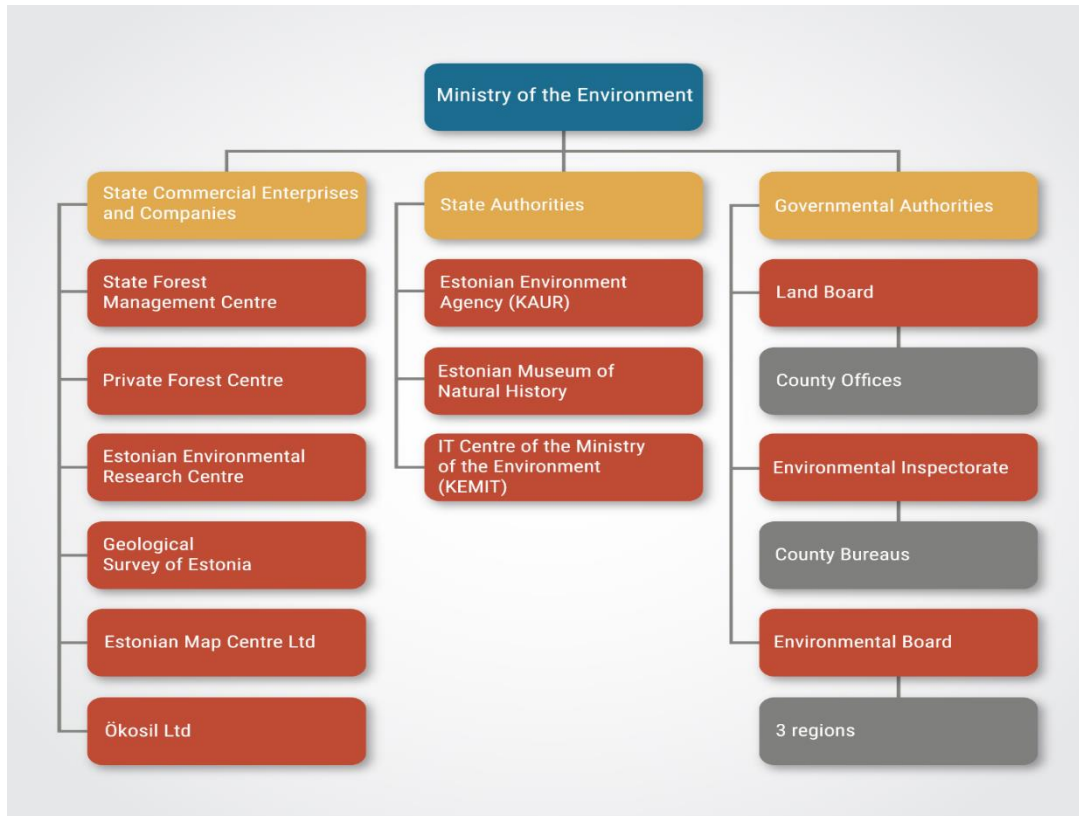 Ministry of the Environment
State Commercial Enterprises
and Companies
State Forest
Management Centre
Private Forest Centre
Estonian Environmental
Research Centre
Geological
Survey of Estonia
Estonian Map Centre Ltd
Ökosil Ltd
State Authorities
Estonian Environment
Agency (KAUR)
Estonian Museum of
Natural History
IT Centre of the Ministry
of the Environment
(KEMIT)
Governmental Authorities
Land Board
County Offices
Environmental Inspectorate
County Bureaus
Environmental Board
3 regions